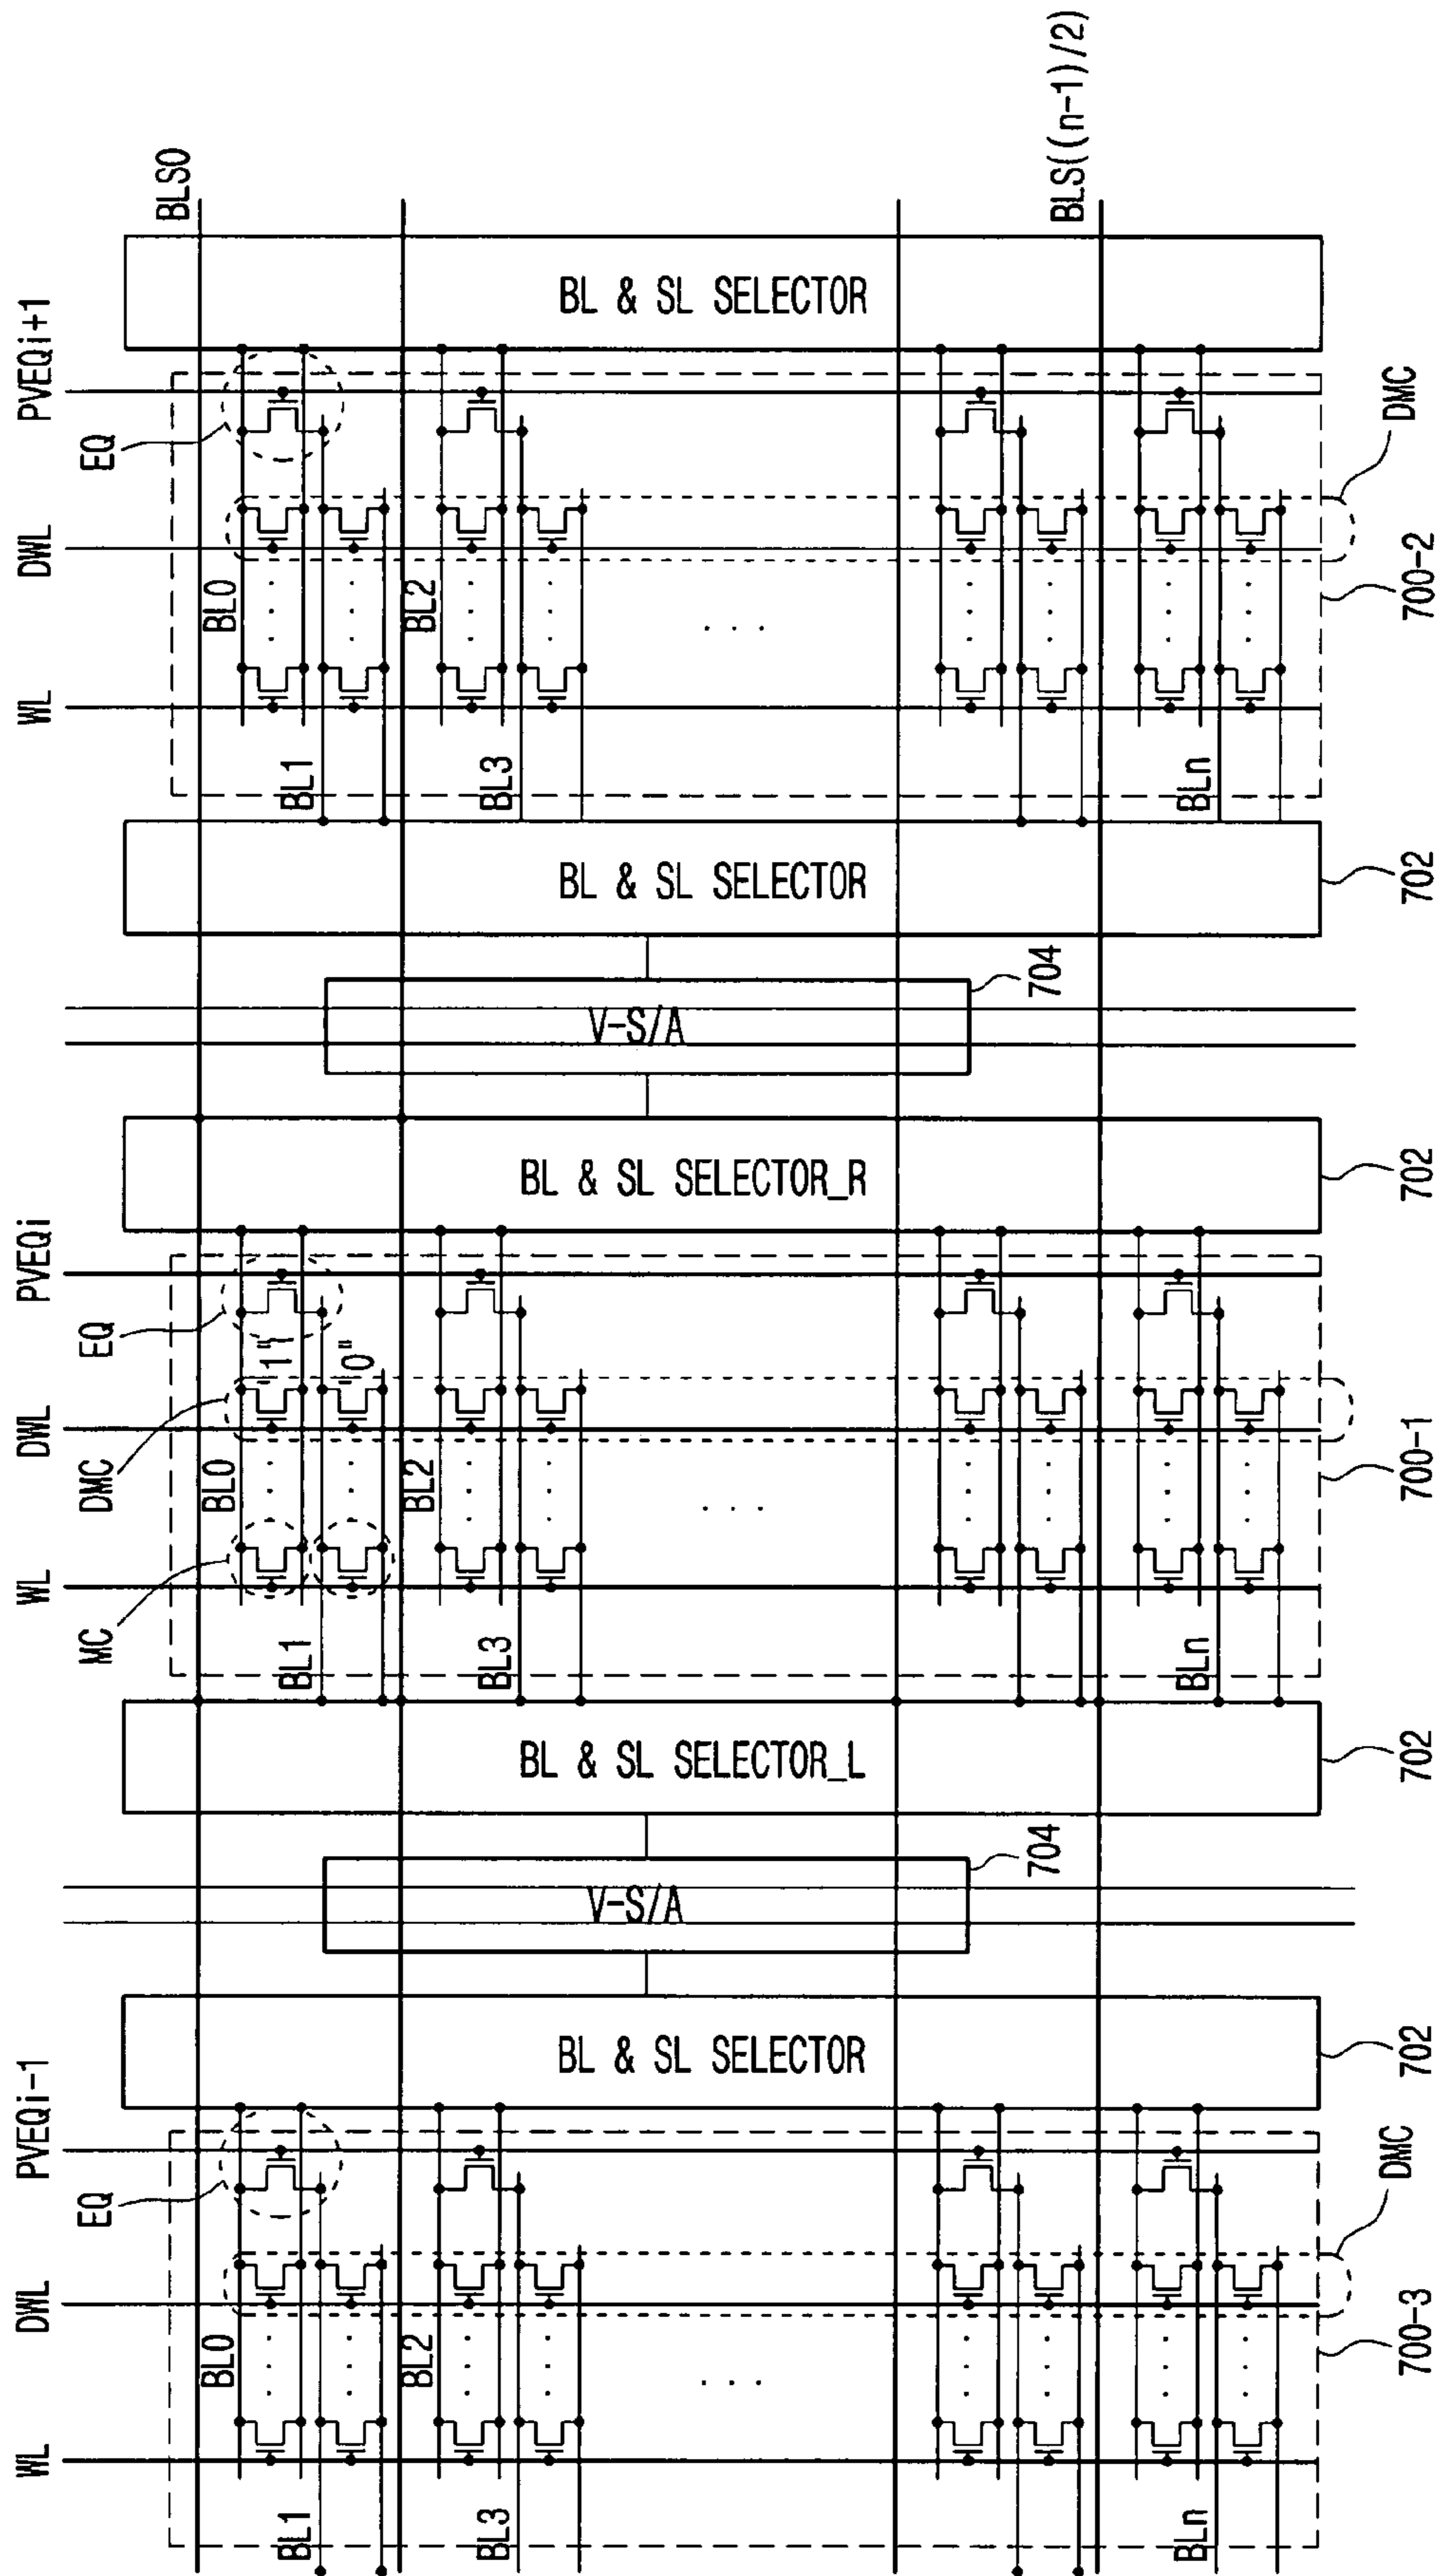 WL
DWL
PVEQi-1
WL
DWL
PVEQi
WL
DWL
PVEQi+1
EQ
MC
DMC
EQ
EQ
BLS0
BL0
BL0
"1"
BL0
BL1
BL1
"0"
BL1
BL2
BL2
BL2
BL3
BL3
BL3
BL & SL SELECTOR
V-S/A
BL & SL SELECTOR_L
BL & SL SELECTOR_R
V-S/A
BL & SL SELECTOR
BL & SL SELECTOR
. . .
. . .
. . .
704
704
BLS((n-1)/2)
BLn
BLn
BLn
DMC
DMC
700-3
702
702
700-1
702
702
700-2